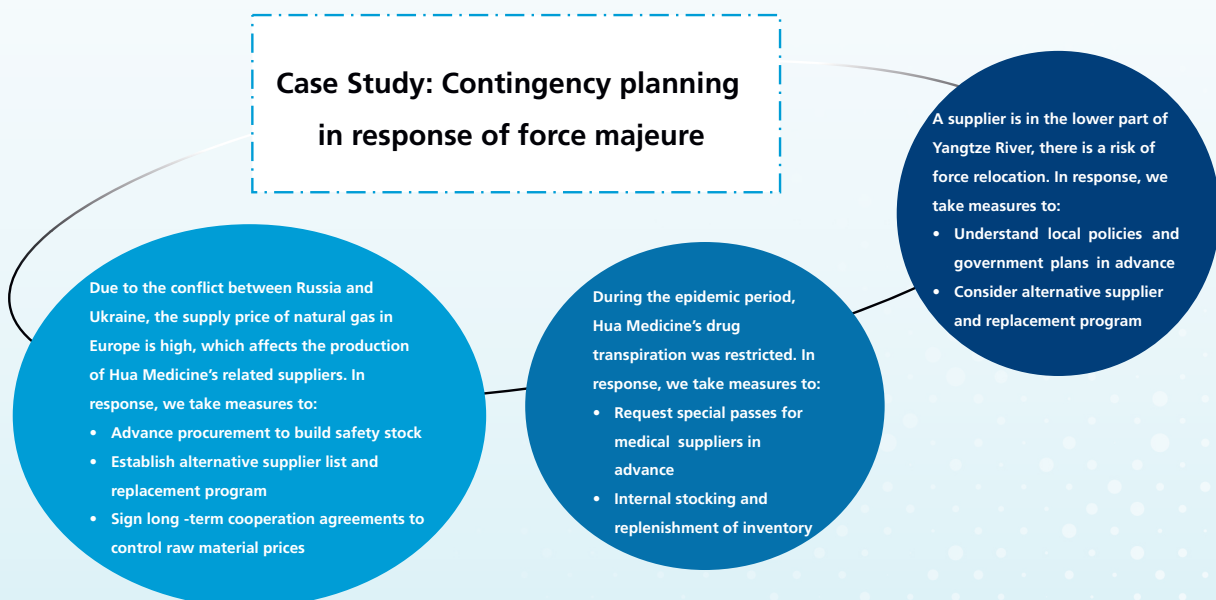 Case Study: Contingency planning
in response of force majeure
Due to the conflict between Russia and
Ukraine, the supply price of natural gas in
Europe is high, which affects the production
of Hua Medicine's related suppliers. In
response, we take measures to:
• Advance procurement to build safety stock
• Establish alternative supplier list and
replacement program
• Sign long -term cooperation agreements to
control raw material prices
During the epidemic period,
Hua Medicine's drug
transpiration was restricted. In
response, we take measures to:
• Request special passes for
medical suppliers in
advance
• Internal stocking and
replenishment of inventory
A supplier is in the lower part of
Yangtze River, there is a risk of
force relocation. In response, we
take measures to:
• Understand local policies and
government plans in advance
• Consider alternative supplier
and replacement program